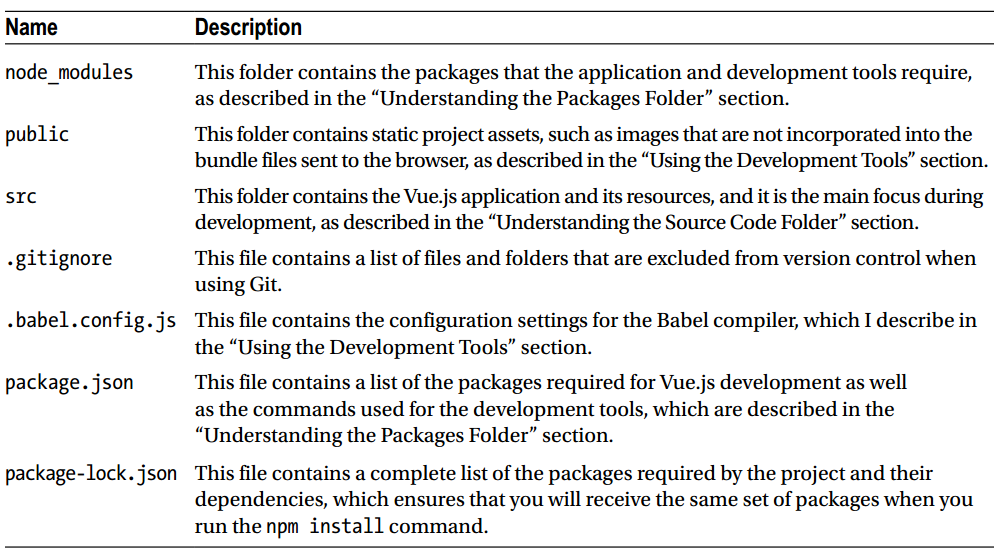 Name Description
node_modules This folder contains the packages that the application and development tools require,
as described in the “Understanding the Packages Folder” section.
public This folder contains static project assets, such as images that are not incorporated into the
bundle files sent to the browser, as described in the “Using the Development Tools” section.
src This folder contains the Vue.js application and its resources, and it is the main focus during
development, as described in the “Understanding the Source Code Folder” section.
.gitignore This file contains a list of files and folders that are excluded from version control when
using Git.
.babel.config.js This file contains the configuration settings for the Babel compiler, which I describe in
the “Using the Development Tools” section.
package.json This file contains a list of the packages required for Vue.js development as well
as the commands used for the development tools, which are described in the
“Understanding the Packages Folder” section.
package-lock.json This file contains a complete list of the packages required by the project and their
dependencies, which ensures that you will receive the same set of packages when you
run the npm install command.